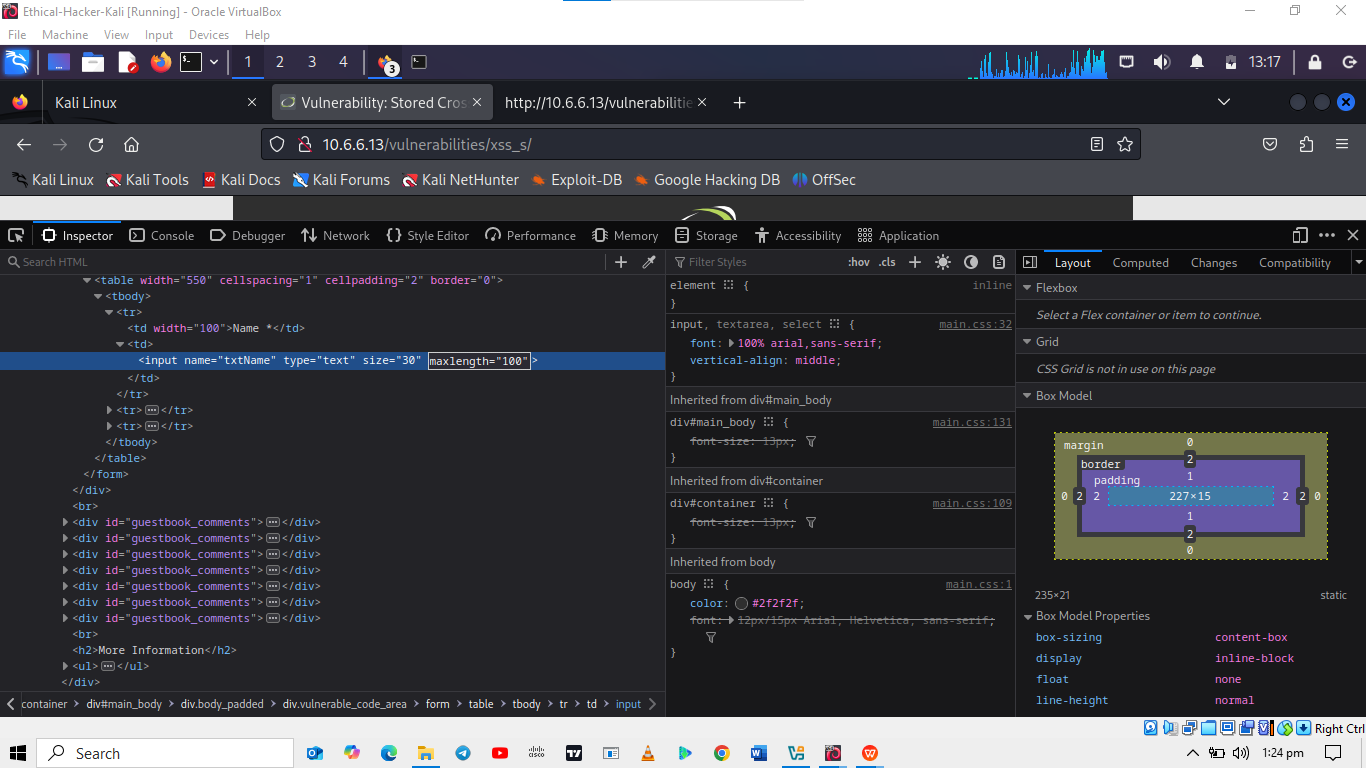 Ethical-Hacker-Kali [Running] - Oracle VirtualBox
File Machine View Input Devices Help
1 2 3 4 3 13:17
Kali Linux Vulnerability: Stored Cros http://10.6.6.13/vulnerabilitie
10.6.6.13/vulnerabilities/xss_s/
Kali Linux Kali Tools Kali Docs Kali Forums Kali NetHunter Exploit-DB Google Hacking DB OffSec
Inspector Console Debugger Network Style Editor Performance Memory Storage Accessibility Application
Search HTML
<table width="550" cellspacing="1" cellpadding="2" border="0">
<tbody>
<tr>
<td width="100">Name *</td>
<td>
<input name="txtName" type="text" size="30" maxlength="100">
</td>
</tr>
<tr></tr>
<tr></tr>
</tbody>
</table>
</form>
</div>
<br>
<div id="guestbook_comments"></div>
<div id="guestbook_comments"></div>
<div id="guestbook_comments"></div>
<div id="guestbook_comments"></div>
<div id="guestbook_comments"></div>
<div id="guestbook_comments"></div>
<div id="guestbook_comments"></div>
<br>
<h2>More Information</h2>
<ul></ul>
</div>
container div#main_body div.body_padded div.vulnerable_code_area form table tbody tr td input
Filter Styles :hov .cls
element { inline
}
input, textarea, select { main.css:32
font: 100% arial,sans-serif;
vertical-align: middle;
}
Inherited from div#main_body
div#main_body { main.css:131
font-size: 13px;
}
Inherited from div#container
div#container { main.css:109
font-size: 13px;
}
Inherited from body
body { main.css:1
color: #2f2f2f;
font: 12px/15px Arial, Helvetica, sans-serif;
}
Layout Computed Changes Compatibility
Flexbox
Select a Flex container or item to continue.
Grid
CSS Grid is not in use on this page
Box Model
margin 0
border 2
padding 1
0 2 2 227×15 2 2 0
1
2
0
235×21 static
Box Model Properties
box-sizing content-box
display inline-block
float none
line-height normal
Right Ctrl
Search 1:24 pm